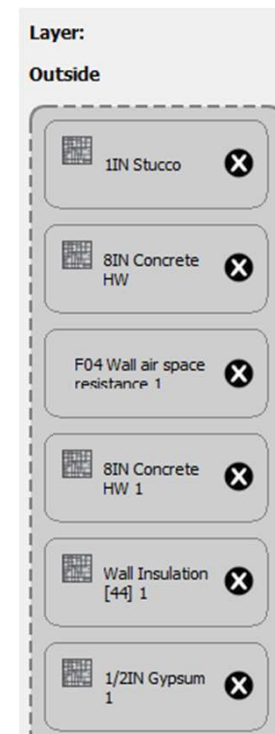 Layer:
Outside
1IN Stucco
8IN Concrete
HW
F04 Wall air space
resistance 1
8IN Concrete
HW 1
Wall Insulation
[44] 1
1/2IN Gypsum
1